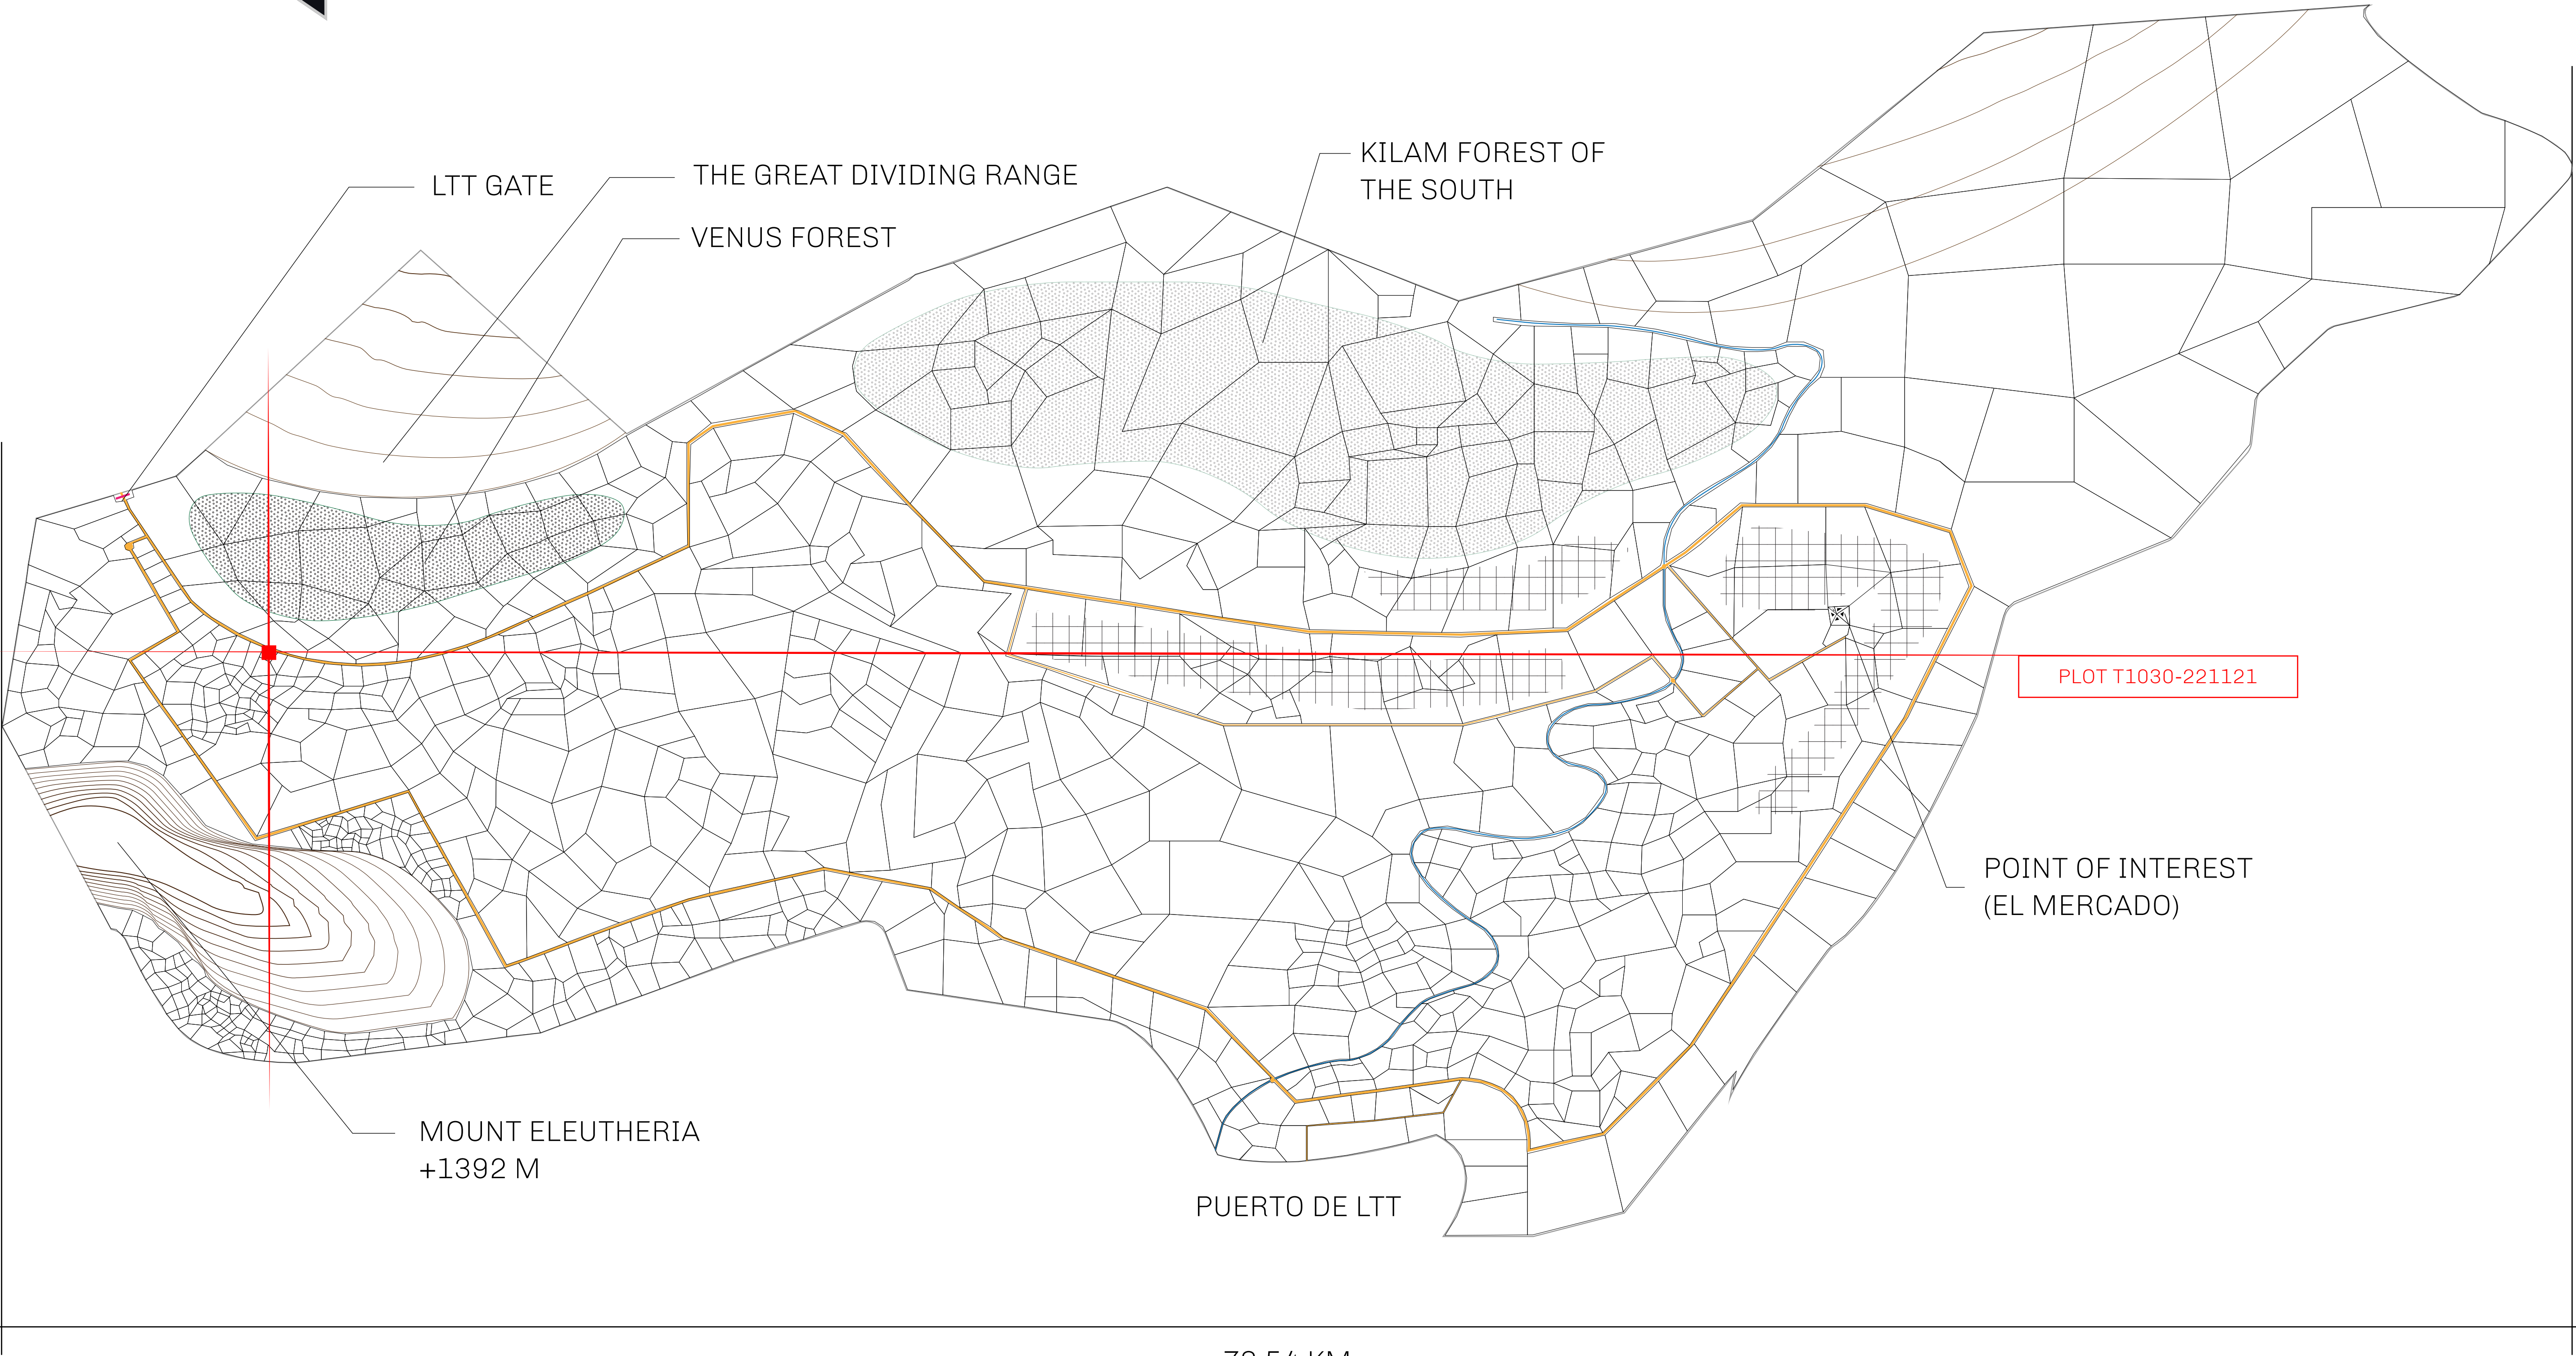 KILAM FOREST OF
THE SOUTH
LTT GATE
THE GREAT DIVIDING RANGE
VENUS FOREST
PLOT T1030-221121
POINT OF INTEREST
(EL MERCADO)
MOUNT ELEUTHERIA
+1392 M
PUERTO DE LTT
KM